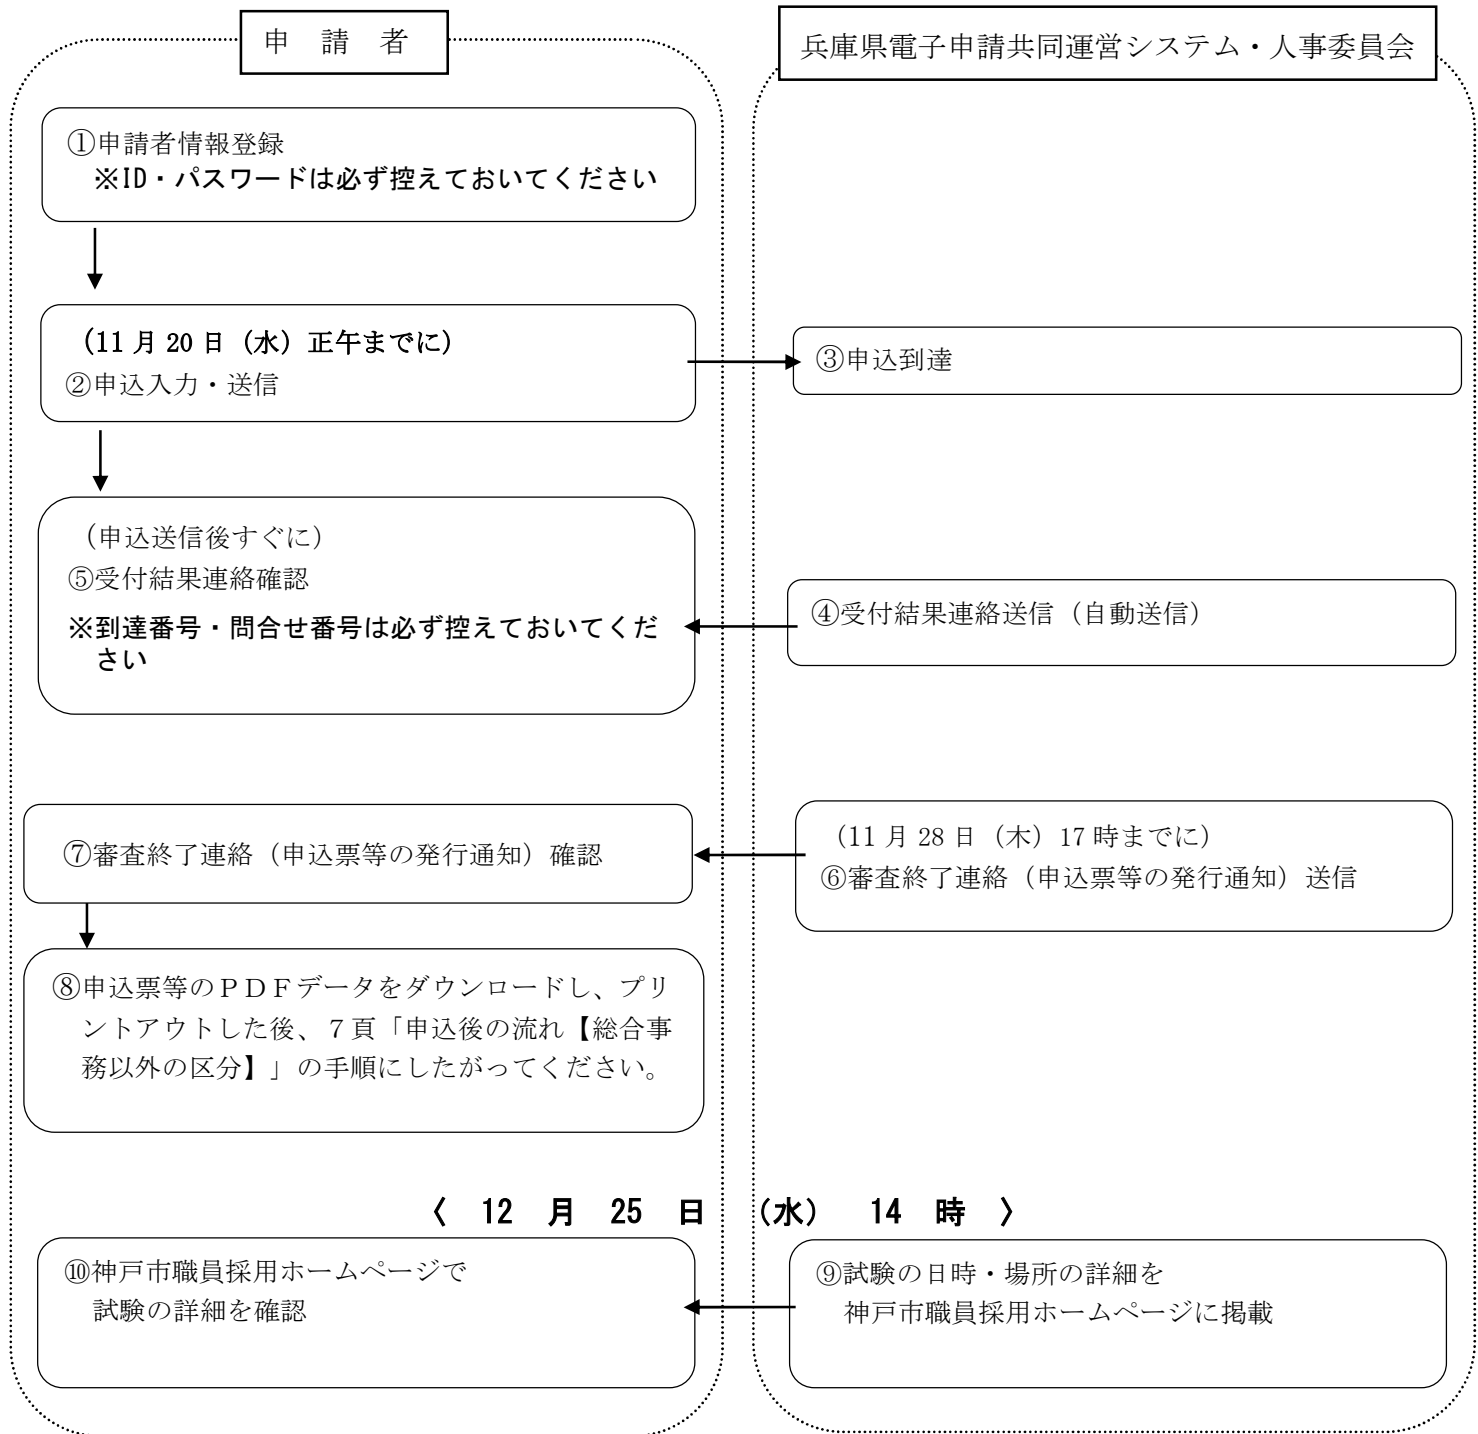 申　請　者
兵庫県電子申請共同運営システム・人事委員会
①申請者情報登録
※ID・パスワードは必ず控えておいてください
(11 月 20 日（水）正午までに)
②申込入力・送信
③申込到達
(申込送信後すぐに)
⑤受付結果連絡確認
※到達番号・問合せ番号は必ず控えておいてくだ
さい
④受付結果連絡送信（自動送信）
⑦審査終了連絡（申込票等の発行通知）確認
(11 月 28 日（木）17 時までに)
⑥審査終了連絡（申込票等の発行通知）送信
⑧申込票等のＰＤＦデータをダウンロードし、プリ
ントアウトした後、７頁「申込後の流れ【総合事
務以外の区分】」の手順にしたがってください。
〈 12 月 25 日 （水） 14 時 〉
⑩神戸市職員採用ホームページで
試験の詳細を確認
⑨試験の日時・場所の詳細を
神戸市職員採用ホームページに掲載